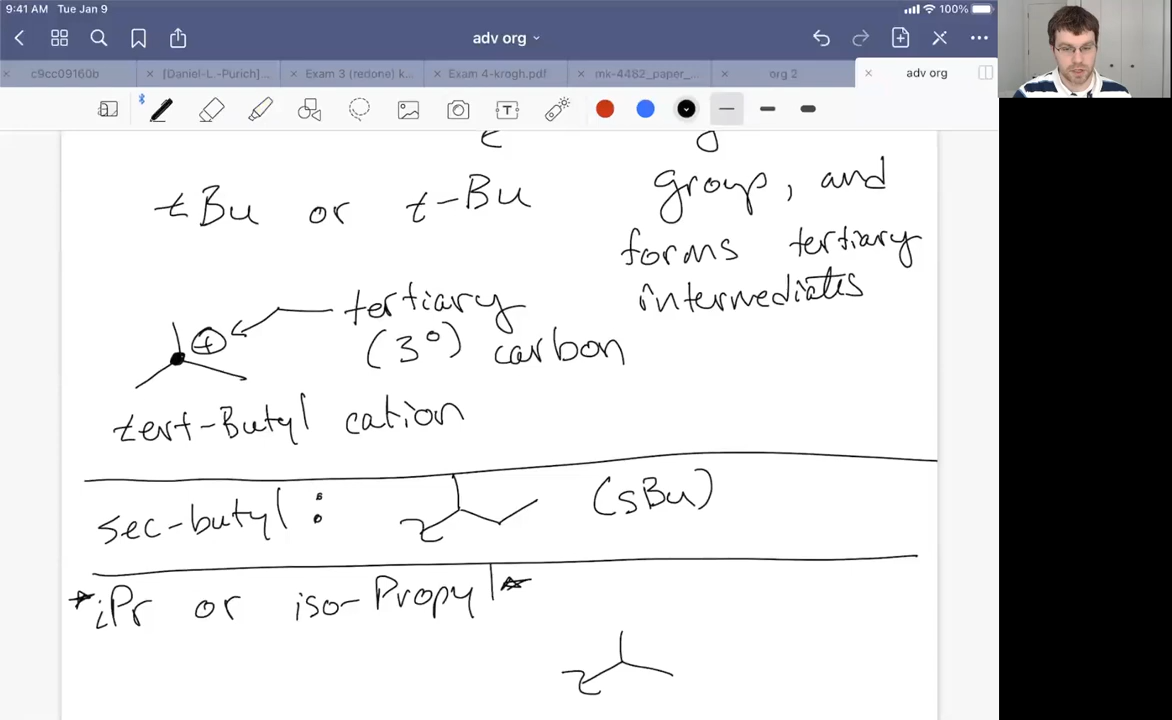 9:41 AM Tue Jan 9
100%
adv org
c9cc09160b
[Daniel-L.-Purich]...
Exam 3 (redone) k...
Exam 4-krogh.pdf
mk-4482_paper_...
org 2
adv org
group, and
tBu or t-Bu
forms tertiary
intermediates
tertiary
(3°) carbon
tert-Butyl cation
sec-butyl : (sBu)
*iPr or iso-Propyl*